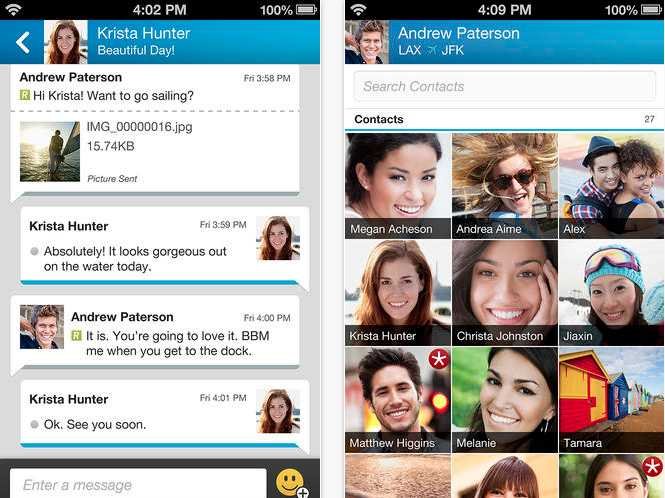 4:02 PM 100%
Krista Hunter
Beautiful Day!
Andrew Paterson Fri 3:58 PM
R Hi Krista! Want to go sailing?
IMG_00000016.jpg
15.74KB
Picture Sent
Krista Hunter Fri 3:59 PM
Absolutely! It looks gorgeous out
on the water today.
Andrew Paterson Fri 4:00 PM
R It is. You're going to love it. BBM
me when you get to the dock.
Krista Hunter Fri 4:01 PM
Ok. See you soon.
Enter a message
4:09 PM 100%
Andrew Paterson
LAX JFK
Search Contacts
Contacts 27
Megan Acheson Andrea Aime Alex
Krista Hunter Christa Johnston Jiaxin
Matthew Higgins Melanie Tamara